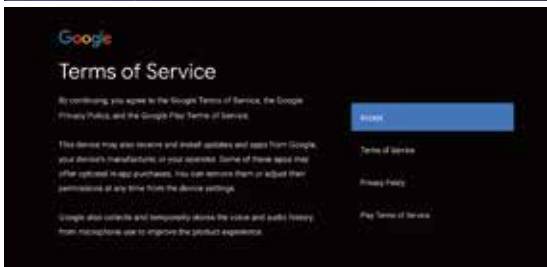 Google
Terms of Service
By continuing, you agree to the Google Terms of Service, the Google
Privacy Policy, and the Google Play Terms of Service.
This device may also receive and install updates and apps from Google,
your device's manufacturer, or your operator. Some of these apps may
offer optional in-app purchases. You can remove them or adjust their
permissions at any time from the device settings.
Google also collects and temporarily stores the voice and audio history
from microphone use to improve the product experience.
Accept
Terms of Service
Privacy Policy
Play Terms of Service